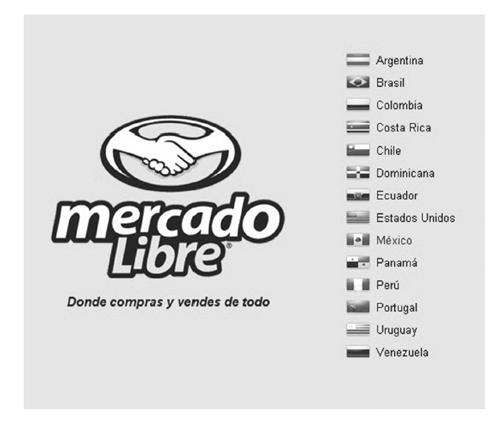 mercado
Libre®
Donde compras y vendes de todo
Argentina
Brasil
Colombia
Costa Rica
Chile
Dominicana
Ecuador
Estados Unidos
México
Panamá
Perú
Portugal
Uruguay
Venezuela